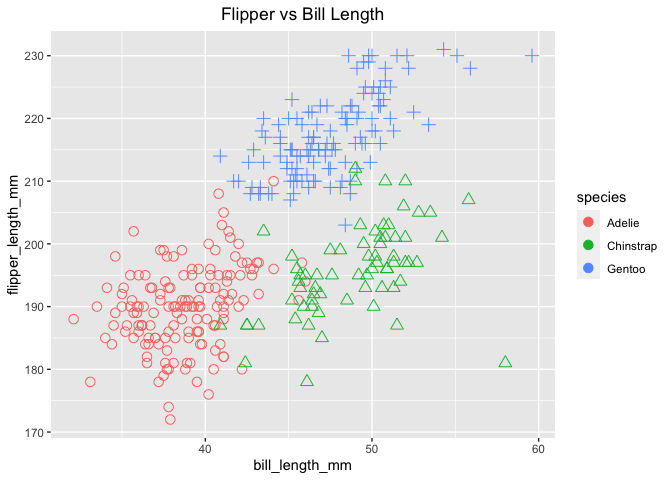 Flipper vs Bill Length
230
220
210
200
190
180
170
flipper_length_mm
40
50
60
bill_length_mm
species
Adelie
Chinstrap
Gentoo